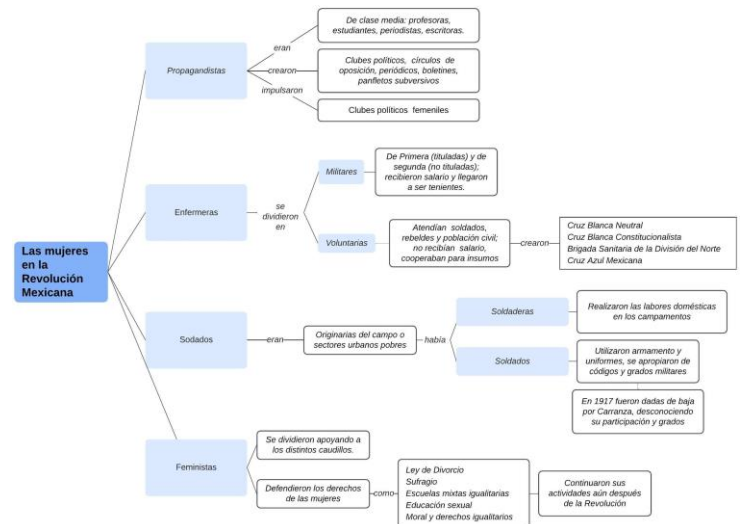 Las mujeres
en la
Revolución
Mexicana
Propagandistas
eran
De clase media: profesoras,
estudiantes, periodistas, escritoras.
crearon
Clubes políticos, círculos de
oposición, periódicos, boletines,
panfletos subversivos
impulsaron
Clubes políticos femeniles
Enfermeras
se
dividieron
en
Militares
De Primera (tituladas) y de
segunda (no tituladas);
recibieron salario y llegaron
a ser tenientes.
Voluntarias
Atendían soldados,
rebeldes y población civil;
no recibían salario,
cooperaban para insumos
crearon
Cruz Blanca Neutral
Cruz Blanca Constitucionalista
Brigada Sanitaria de la División del Norte
Cruz Azul Mexicana
Sodados
eran
Originarias del campo o
sectores urbanos pobres
había
Soldaderas
Realizaron las labores domésticas
en los campamentos
Soldados
Utilizaron armamento y
uniformes, se apropiaron de
códigos y grados militares
En 1917 fueron dadas de baja
por Carranza, desconociendo
su participación y grados
Feministas
Se dividieron apoyando a
los distintos caudillos.
Defendieron los derechos
de las mujeres
como
Ley de Divorcio
Sufragio
Escuelas mixtas igualitarias
Educación sexual
Moral y derechos igualitarios
Continuaron sus
actividades aún después
de la Revolución